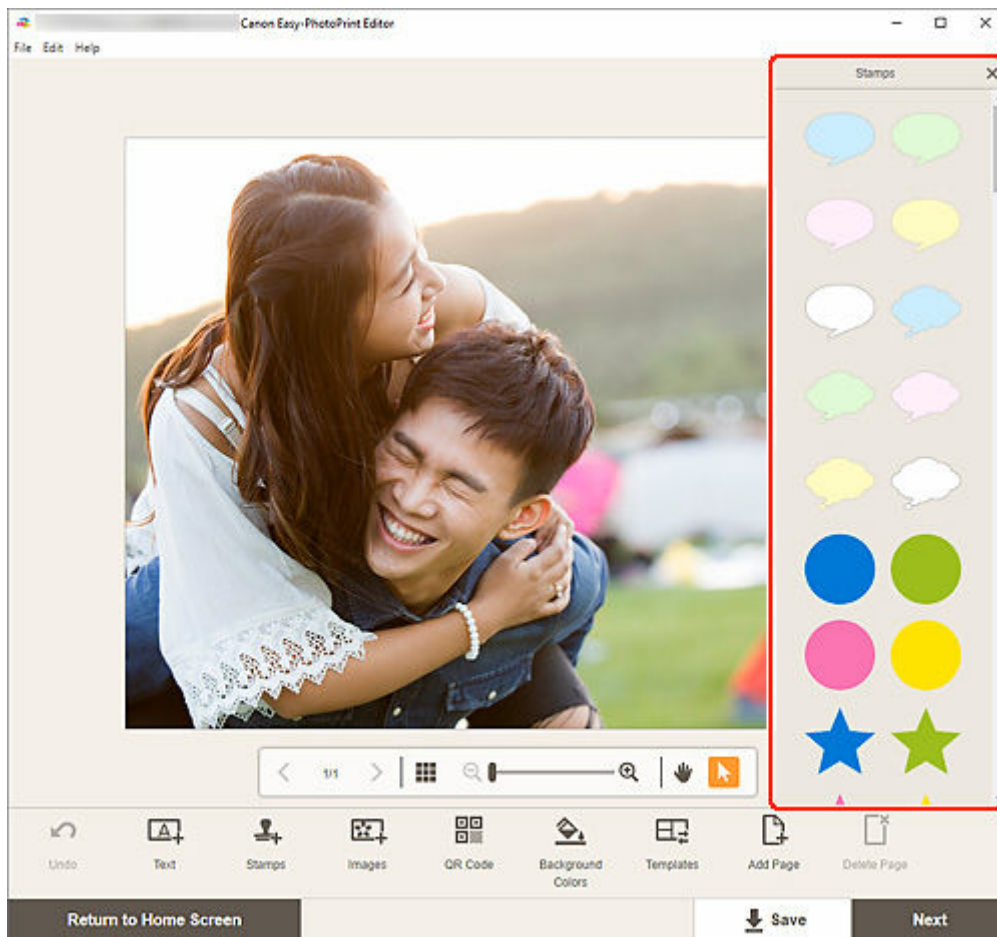 Canon Easy-PhotoPrint Editor
File Edit Help
Stamps
1/1
Undo
Text
Stamps
Images
QR Code
Background
Colors
Templates
Add Page
Delete Page
Return to Home Screen
Save
Next